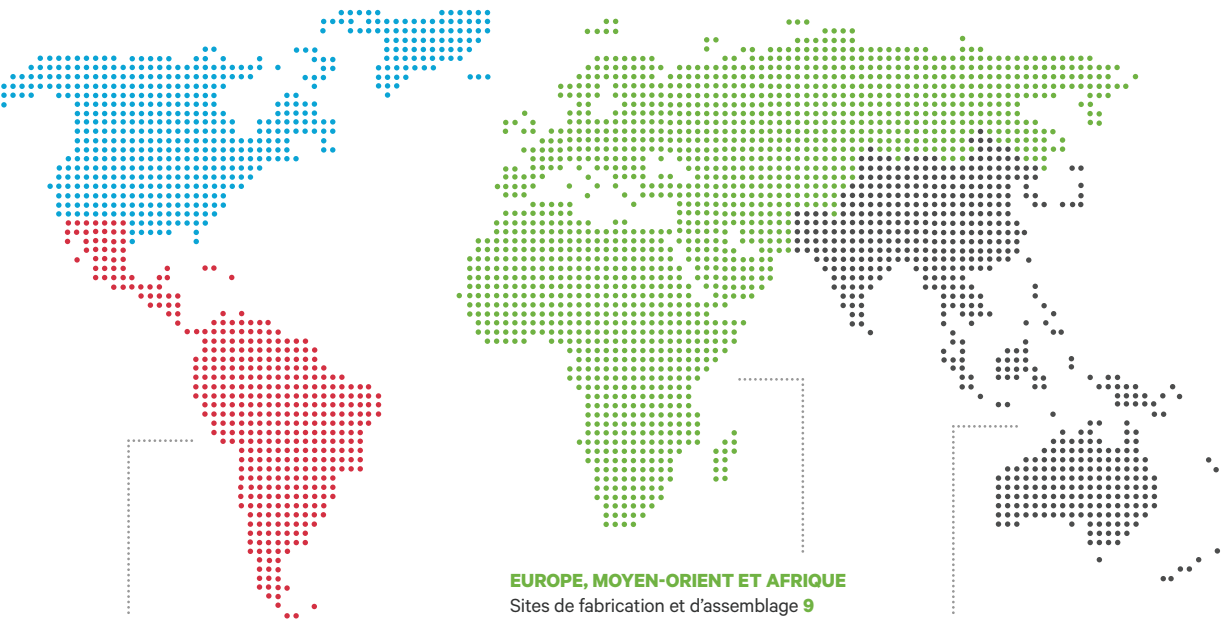 EUROPE, MOYEN-ORIENT ET AFRIQUE
Sites de fabrication et d’assemblage 9